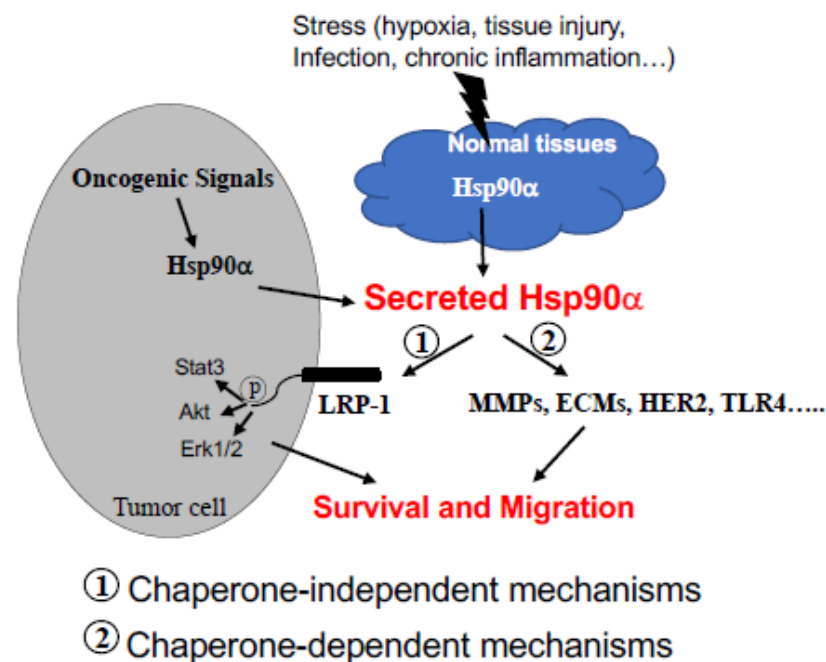 Stress (hypoxia, tissue injury,
Infection, chronic inflammation…)
Normal tissues
Hsp90α
Oncogenic Signals
Hsp90α
Secreted Hsp90α
① ②
Stat3
p
Akt
Erk1/2
LRP-1
MMPs, ECMs, HER2, TLR4…..
Tumor cell
Survival and Migration
① Chaperone-independent mechanisms
② Chaperone-dependent mechanisms